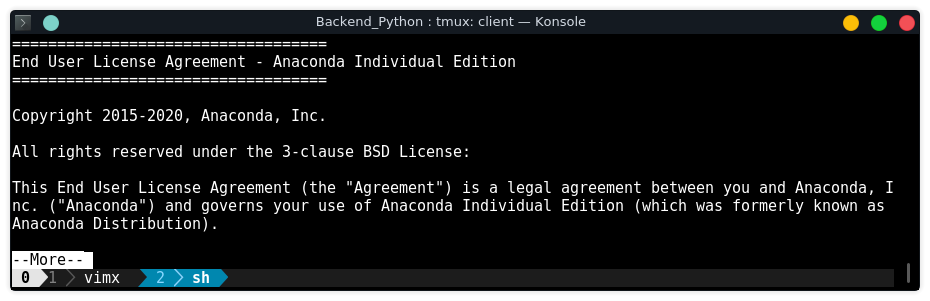 Backend_Python : tmux: client — Konsole
===================================
End User License Agreement - Anaconda Individual Edition
===================================
Copyright 2015-2020, Anaconda, Inc.
All rights reserved under the 3-clause BSD License:
This End User License Agreement (the "Agreement") is a legal agreement between you and Anaconda, I
nc. ("Anaconda") and governs your use of Anaconda Individual Edition (which was formerly known as
Anaconda Distribution).
--More--
0 1 vimx 2 sh